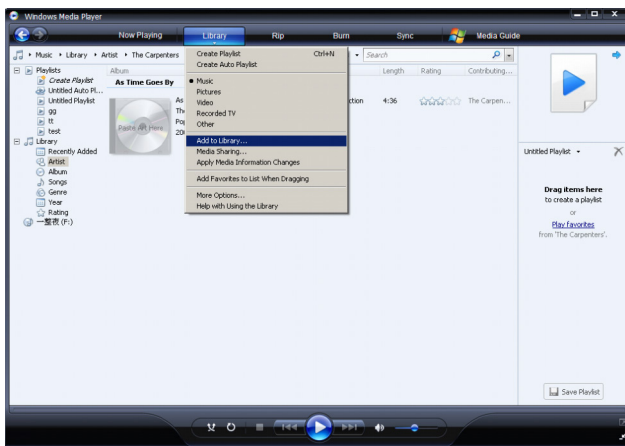 Windows Media Player
Now Playing
Library
Rip
Burn
Sync
Media Guide
Music ▸ Library ▸ Artist ▸ The Carpenters
Search
Playlists
Create Playlist
Untitled Auto Pl...
Untitled Playlist
gg
tt
test
Library
Recently Added
Artist
Album
Songs
Genre
Year
Rating
一整夜 (F:)
Album
Length
Rating
Contributing...
As Time Goes By
Paste Art Here
As
Pop
200
ction
4:36
The Carpen...
Create Playlist Ctrl+N
Create Auto Playlist
Music
Pictures
Video
Recorded TV
Other
Add to Library...
Media Sharing...
Apply Media Information Changes
Add Favorites to List When Dragging
More Options...
Help with Using the Library
Untitled Playlist
Drag items here
to create a playlist
or
Play favorites
from 'The Carpenters'.
Save Playlist